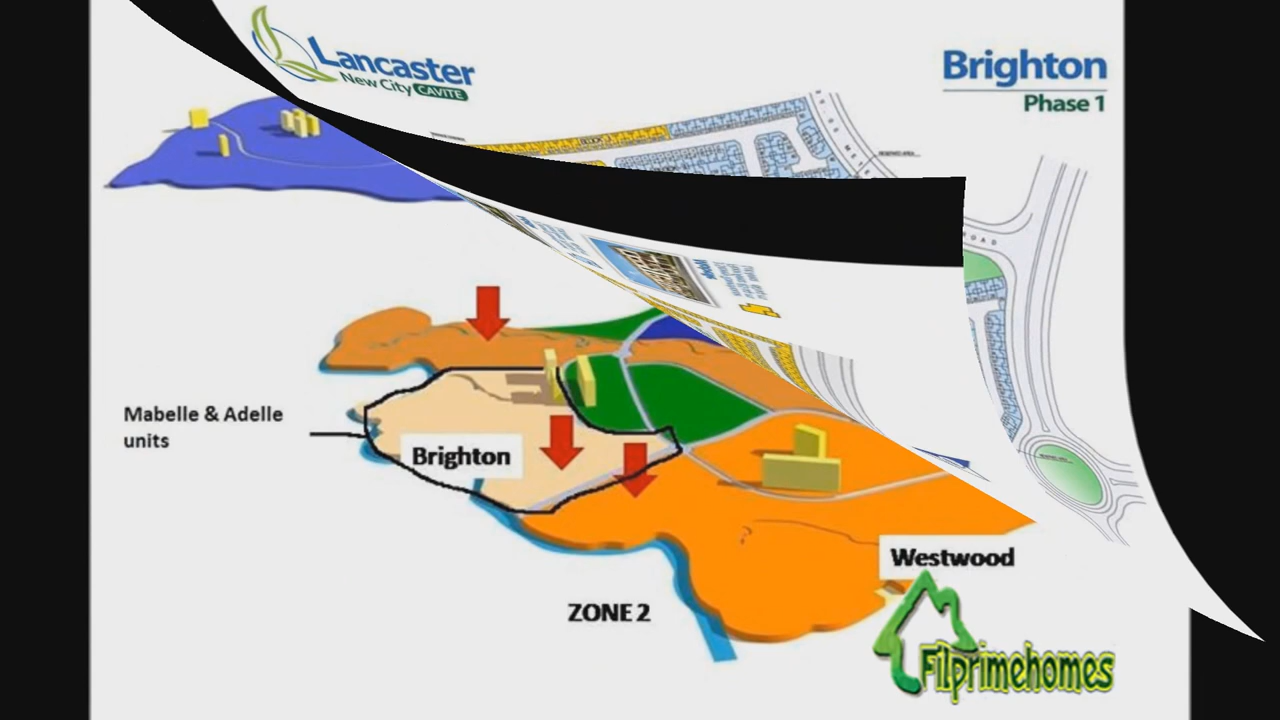 Lancaster
New City CAVITE
Brighton
Phase 1
Mabelle & Adelle
units
Brighton
Westwood
ZONE 2
Filprimehomes